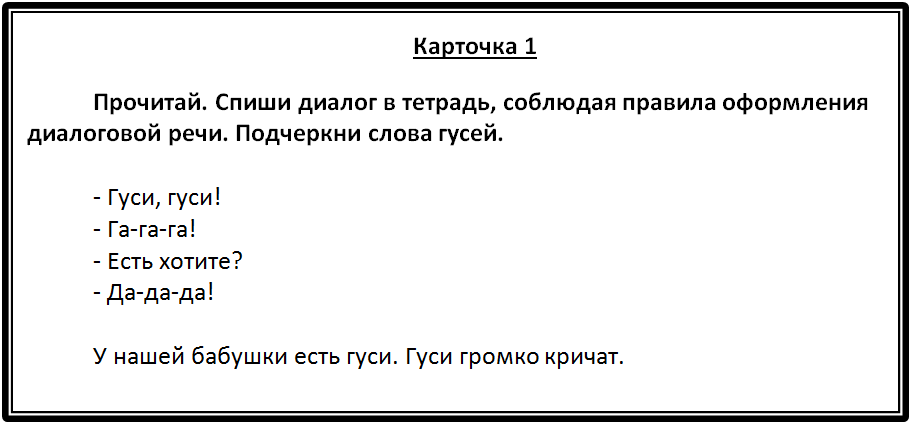 Карточка 1
Прочитай. Спиши диалог в тетрадь, соблюдая правила оформления
диалоговой речи. Подчеркни слова гусей.
- Гуси, гуси!
- Га-га-га!
- Есть хотите?
- Да-да-да!
У нашей бабушки есть гуси. Гуси громко кричат.